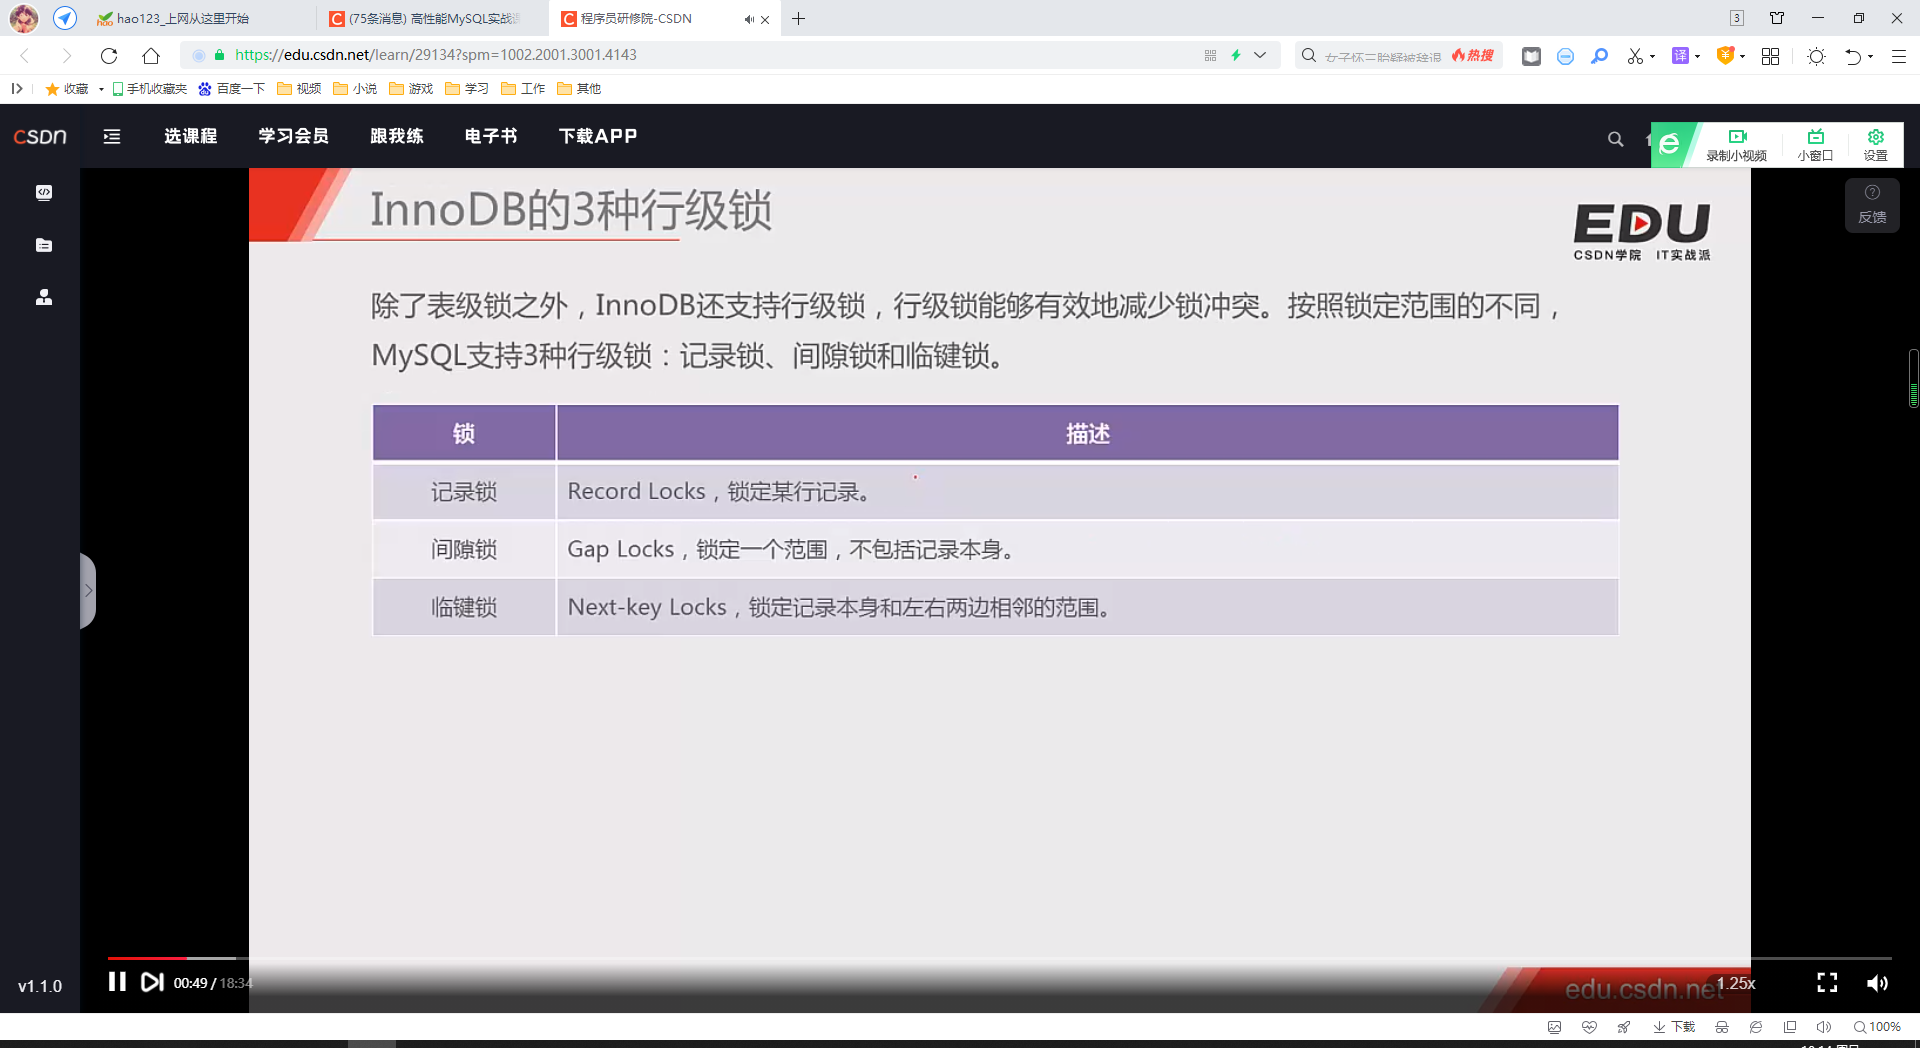 hao123_上网从这里开始
(75条消息) 高性能MySQL实战
程序员研修院-CSDN
3
https://edu.csdn.net/learn/29134?spm=1002.2001.3001.4143
热搜
收藏
手机收藏夹
百度一下
视频
小说
游戏
学习
工作
其他
CSDN
选课程
学习会员
跟我练
电子书
下载APP
录制小视频
小窗口
设置
反馈
InnoDB的3种行级锁
EDU
CSDN学院 IT实战派
除了表级锁之外，InnoDB还支持行级锁，行级锁能够有效地减少锁冲突。按照锁定范围的不同，
MySQL支持3种行级锁：记录锁、间隙锁和临键锁。
锁 描述
记录锁 Record Locks，锁定某行记录。
间隙锁 Gap Locks，锁定一个范围，不包括记录本身。
临键锁 Next-key Locks，锁定记录本身和左右两边相邻的范围。
v1.1.0
00:49 / 18:34
edu.csdn.net
1.25x
下载
100%